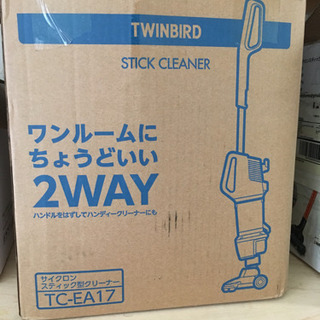 TWINBIRD
STICK CLEANER
ワンルームに
ちょうどいい
2WAY
ハンドルをはずしてハンディークリーナーにも
サイクロン
スティック型クリーナー
TC-EA17